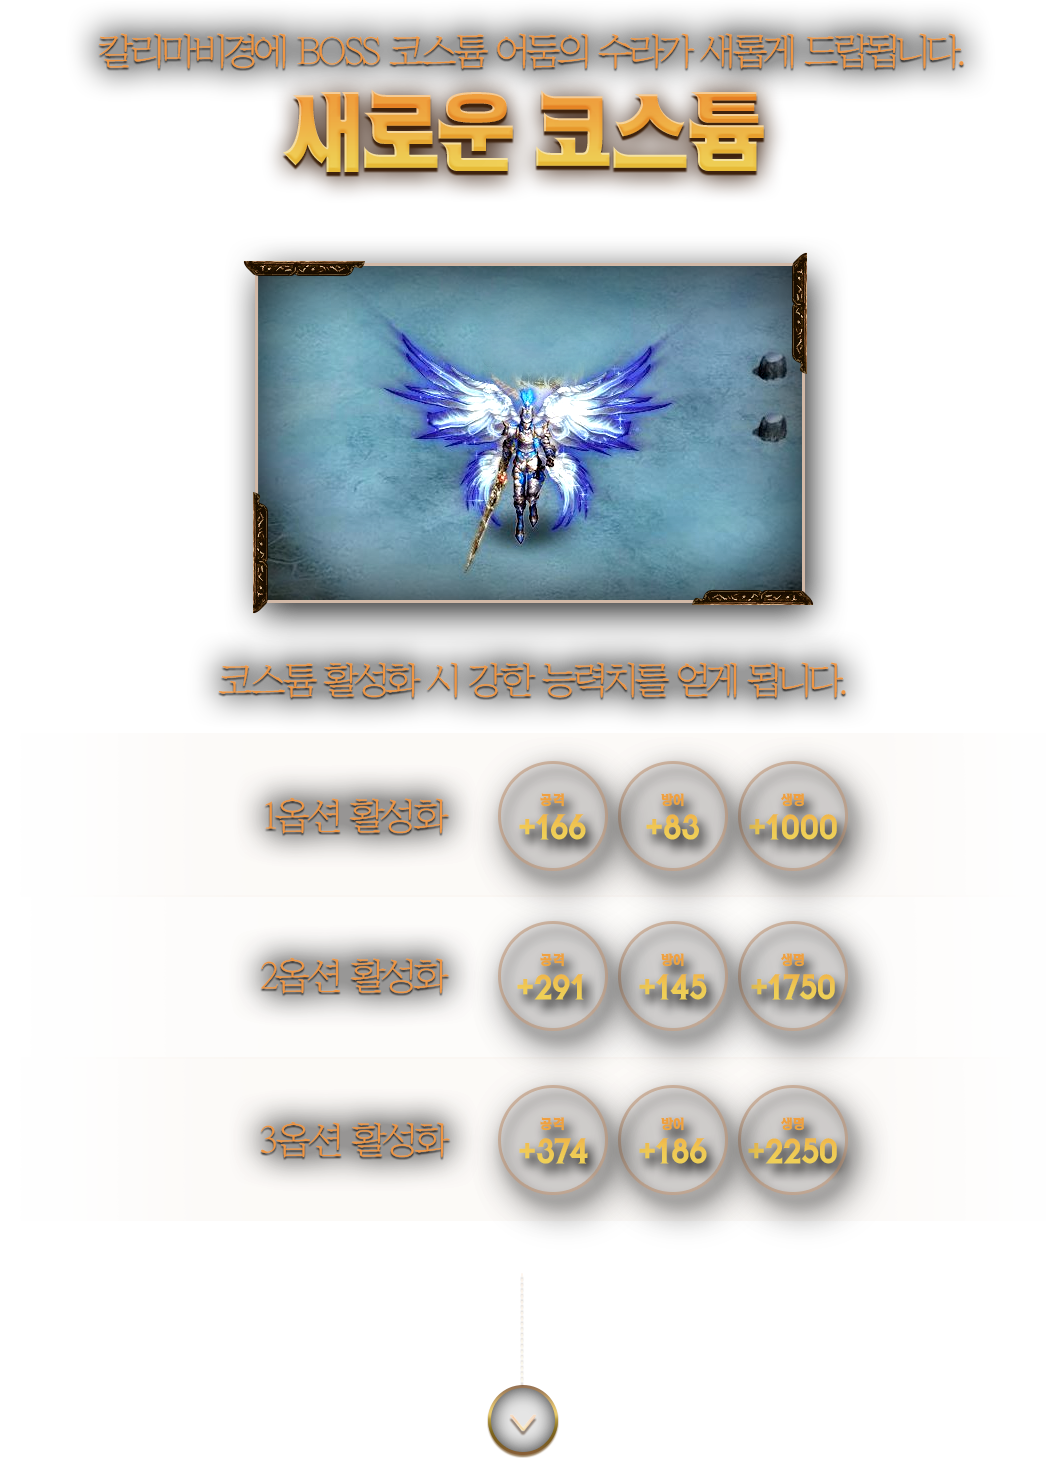 칼리마비경에 BOSS 코스튬 어둠의 수라가 새롭게 드랍됩니다.
새로운 코스튬
코스튬 활성화 시 강한 능력치를 얻게 됩니다.
1옵션 활성화
공격 방어 생명
+166 +83 +1000
2옵션 활성화
공격 방어 생명
+291 +145 +1750
3옵션 활성화
공격 방어 생명
+374 +186 +2250